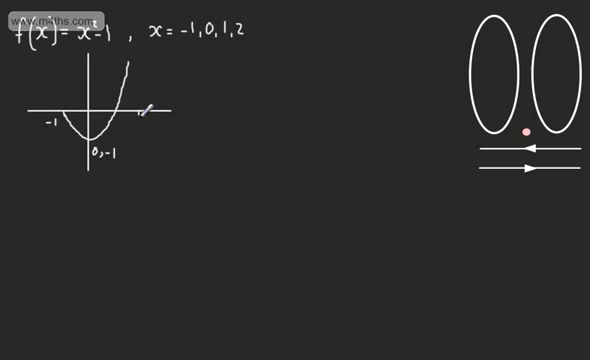 www.m4ths.com
f(x) = x²-1 , x = -1,0,1,2
-1
0,-1